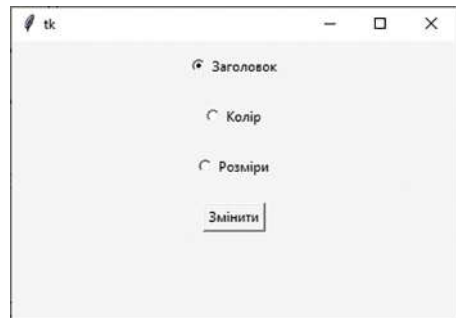 tk
Заголовок
Колір
Розміри
Змінити